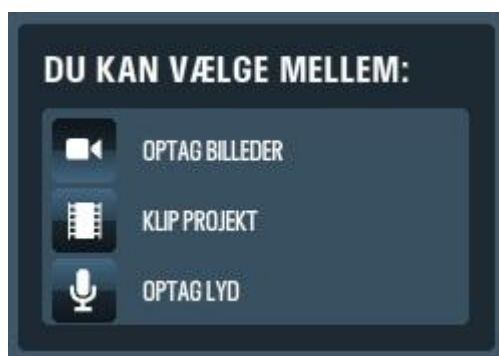 DU KAN VÆLGE MELLEM:
OPTAG BILLEDER
KLIP PROJEKT
OPTAG LYD